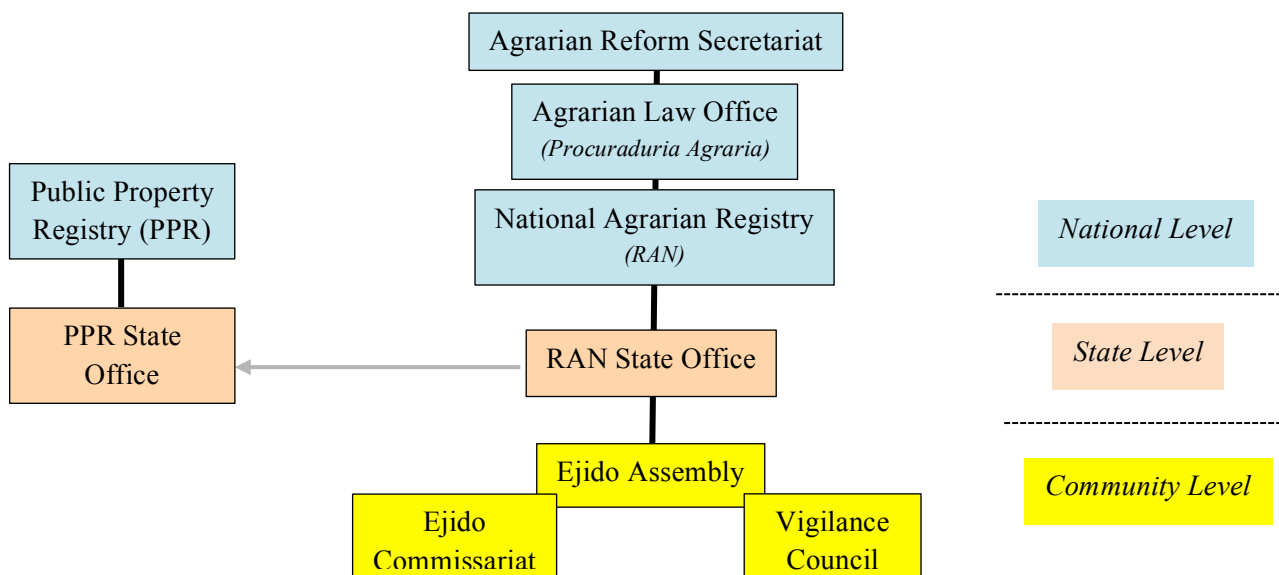 Agrarian Reform Secretariat
Agrarian Law Office
(Procuraduria Agraria)
Public Property
Registry (PPR)
National Agrarian Registry
(RAN)
National Level
PPR State
Office
RAN State Office
State Level
Ejido Assembly
Ejido
Commissariat
Vigilance
Council
Community Level